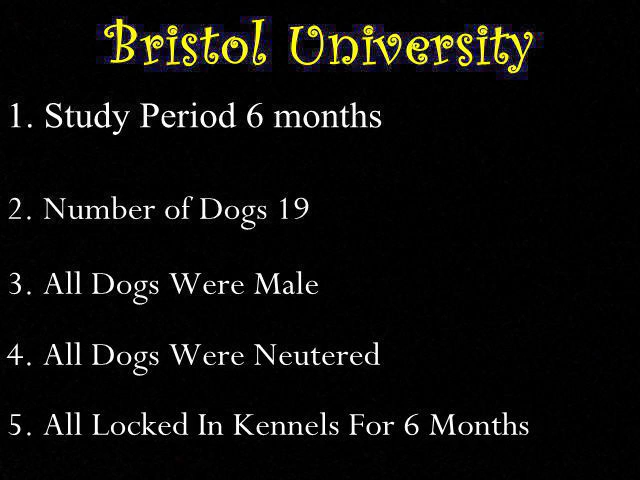 Bristol University
1. Study Period 6 months
2. Number of Dogs 19
3. All Dogs Were Male
4. All Dogs Were Neutered
5. All Locked In Kennels For 6 Months